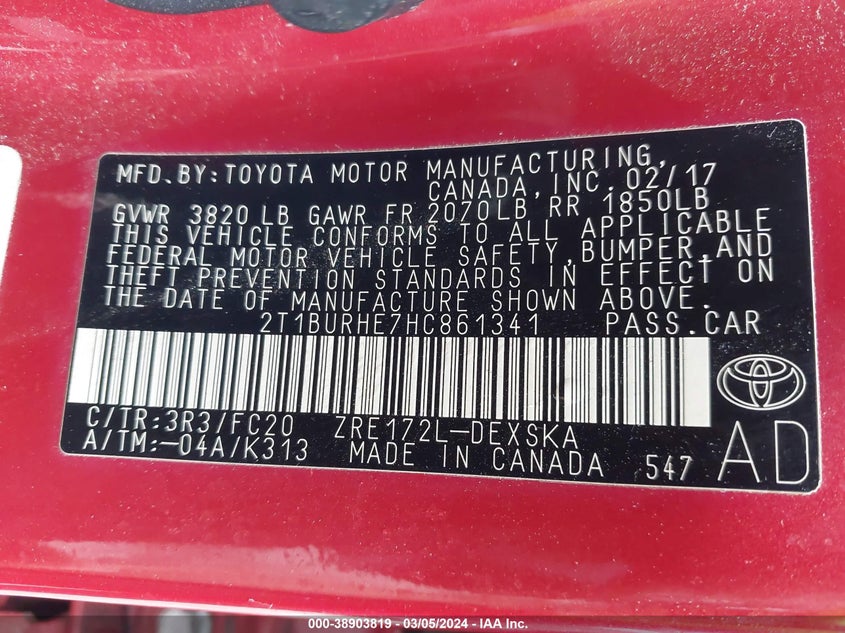 MFD.BY:TOYOTA MOTOR MANUFACTURING,
CANADA,INC. 02/17
GVWR 3820 LB GAWR FR 2070LB RR 1850LB
THIS VEHICLE CONFORMS TO ALL APPLICABLE
FEDERAL MOTOR VEHICLE SAFETY,BUMPER,AND
THEFT PREVENTION STANDARDS IN EFFECT ON
THE DATE OF MANUFACTURE SHOWN ABOVE.
2T1BURHE7HC861341 PASS.CAR
C/TR:3R3/FC20 ZRE172L-DEXSKA
A/TM:-04A/K313 MADE IN CANADA 547 AD
000-38903819 - 03/05/2024 - IAA Inc.